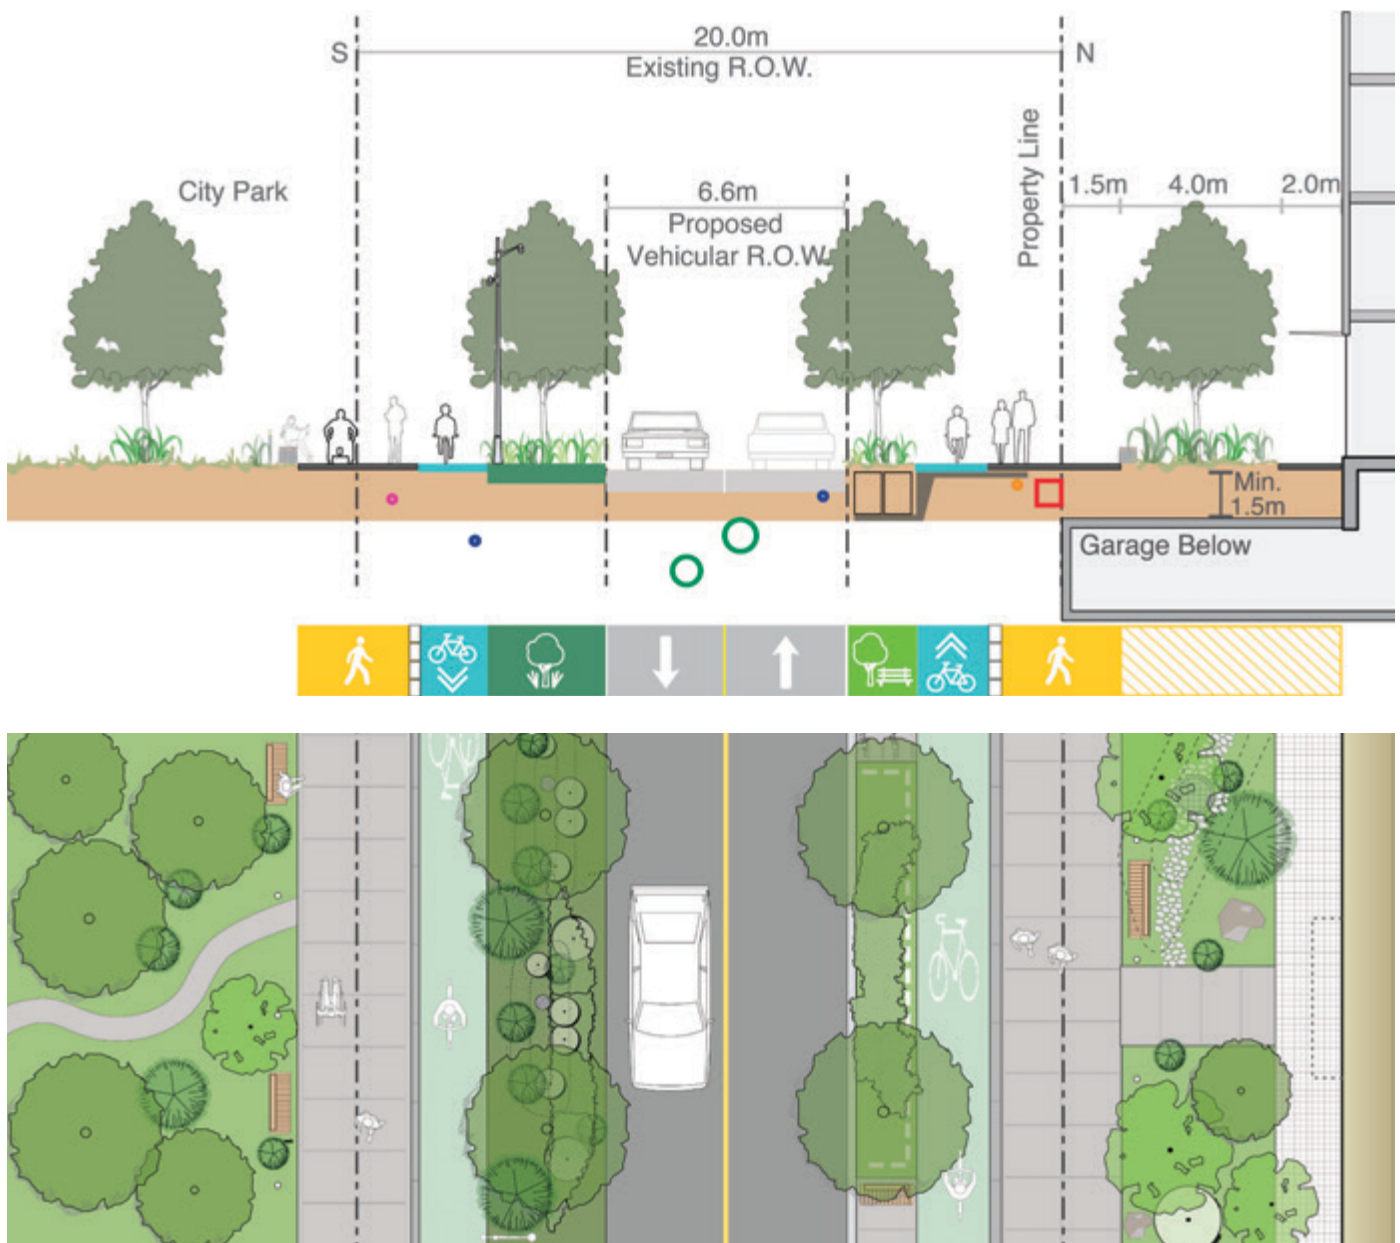 20.0m
S
N
Existing R.O.W.
Property Line
City Park
6.6m
1.5m
4.0m
2.0m
Proposed
Vehicular R.O.W.
Min.
1.5m
Garage Below